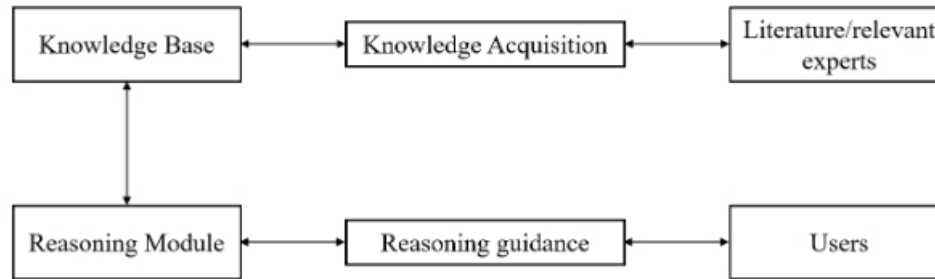 Knowledge Base
Knowledge Acquisition
Literature/relevant
experts
Reasoning Module
Reasoning guidance
Users